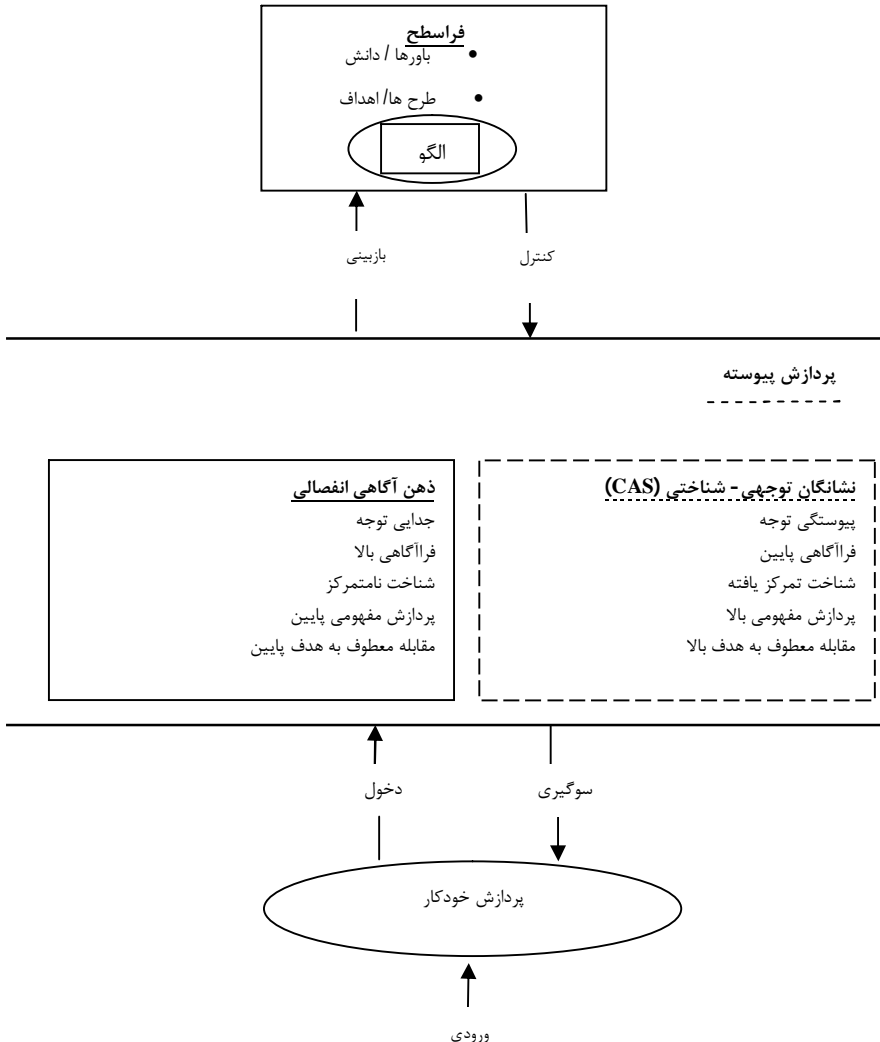 فراسطح
• باورها / دانش
• طرح ها/ اهداف
الگو
کنترل
بازبینی
پردازش پیوسته
نشانگان توجهی- شناختی (CAS)
پیوستگی توجه
فراآگاهی پایین
شناخت تمرکز یافته
پردازش مفهومی بالا
مقابله معطوف به هدف بالا
ذهن آگاهی انفصالی
جدایی توجه
فراآگاهی بالا
شناخت نامتمرکز
پردازش مفهومی پایین
مقابله معطوف به هدف پایین
سوگیری
دخول
پردازش خودکار
ورودی